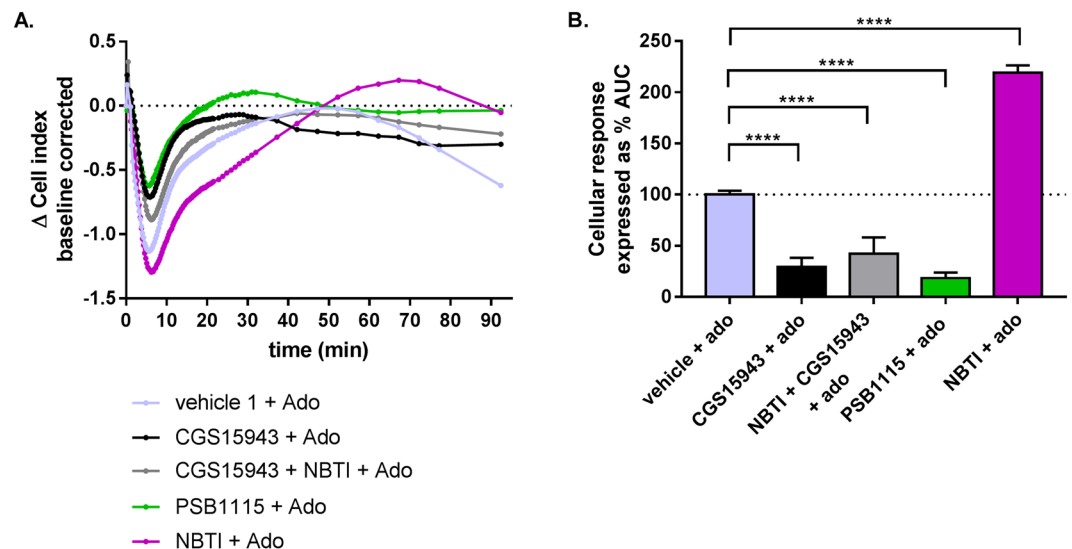 A.
Δ Cell index
baseline corrected
0.5
0.0
-0.5
-1.0
-1.5
0 10 20 30 40 50 60 70 80 90
time (min)
vehicle 1 + Ado
CGS15943 + Ado
CGS15943 + NBTI + Ado
PSB1115 + Ado
NBTI + Ado
B.
Cellular response
expressed as % AUC
250
200
150
100
50
0
****
****
****
****
vehicle + ado
CGS15943 + ado
NBTI + CGS15943
+ ado
PSB1115 + ado
NBTI + ado